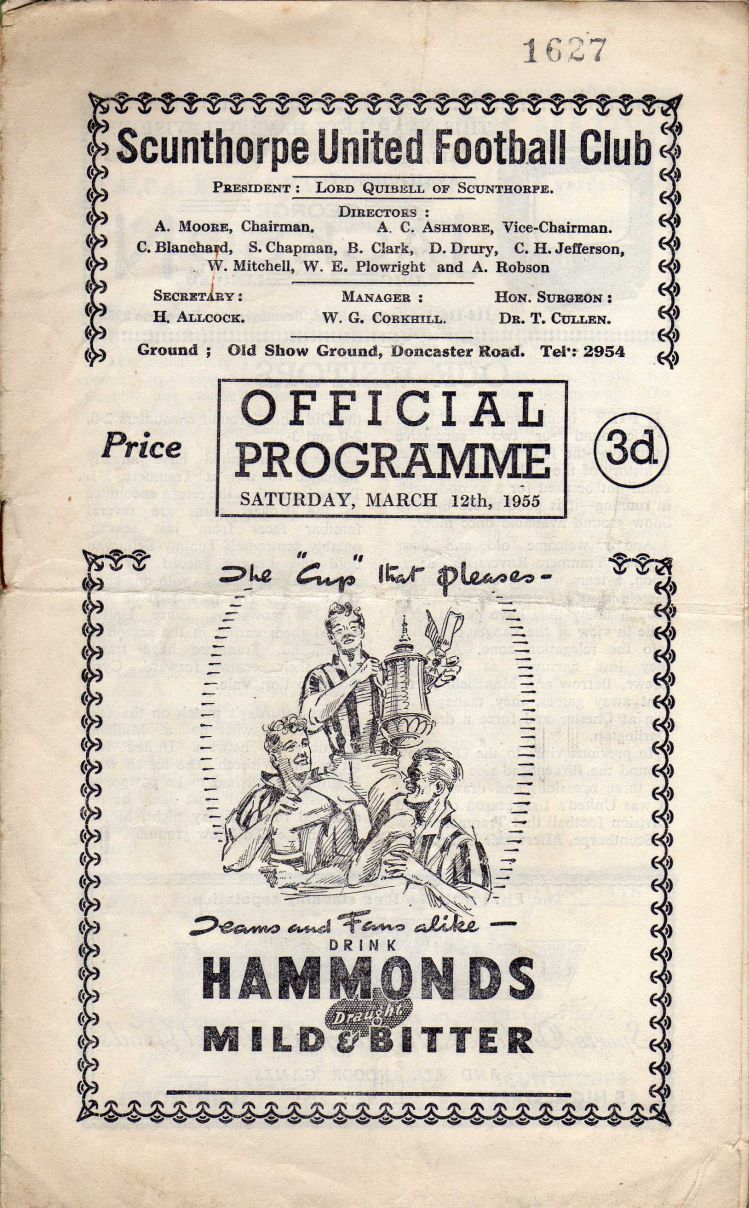 1627
Scunthorpe United Football Club
PRESIDENT : LORD QUIBELL OF SCUNTHORPE.
DIRECTORS :
A. MOORE, Chairman. A. C. ASHMORE, Vice-Chairman.
C. Blanchard, S. Chapman, B. Clark, D. Drury, C. H. Jefferson,
W. Mitchell, W. E. Plowright and A. Robson
SECRETARY : MANAGER : HON. SURGEON :
H. ALLCOCK. W. G. CORKHILL. DR. T. CULLEN.
Ground ; Old Show Ground, Doncaster Road. Tel': 2954
OFFICIAL
Price PROGRAMME 3d
SATURDAY, MARCH 12th, 1955
The "Cup" that pleases-
Teams and Fans alike —
DRINK
HAMMONDS
Draught
MILD & BITTER